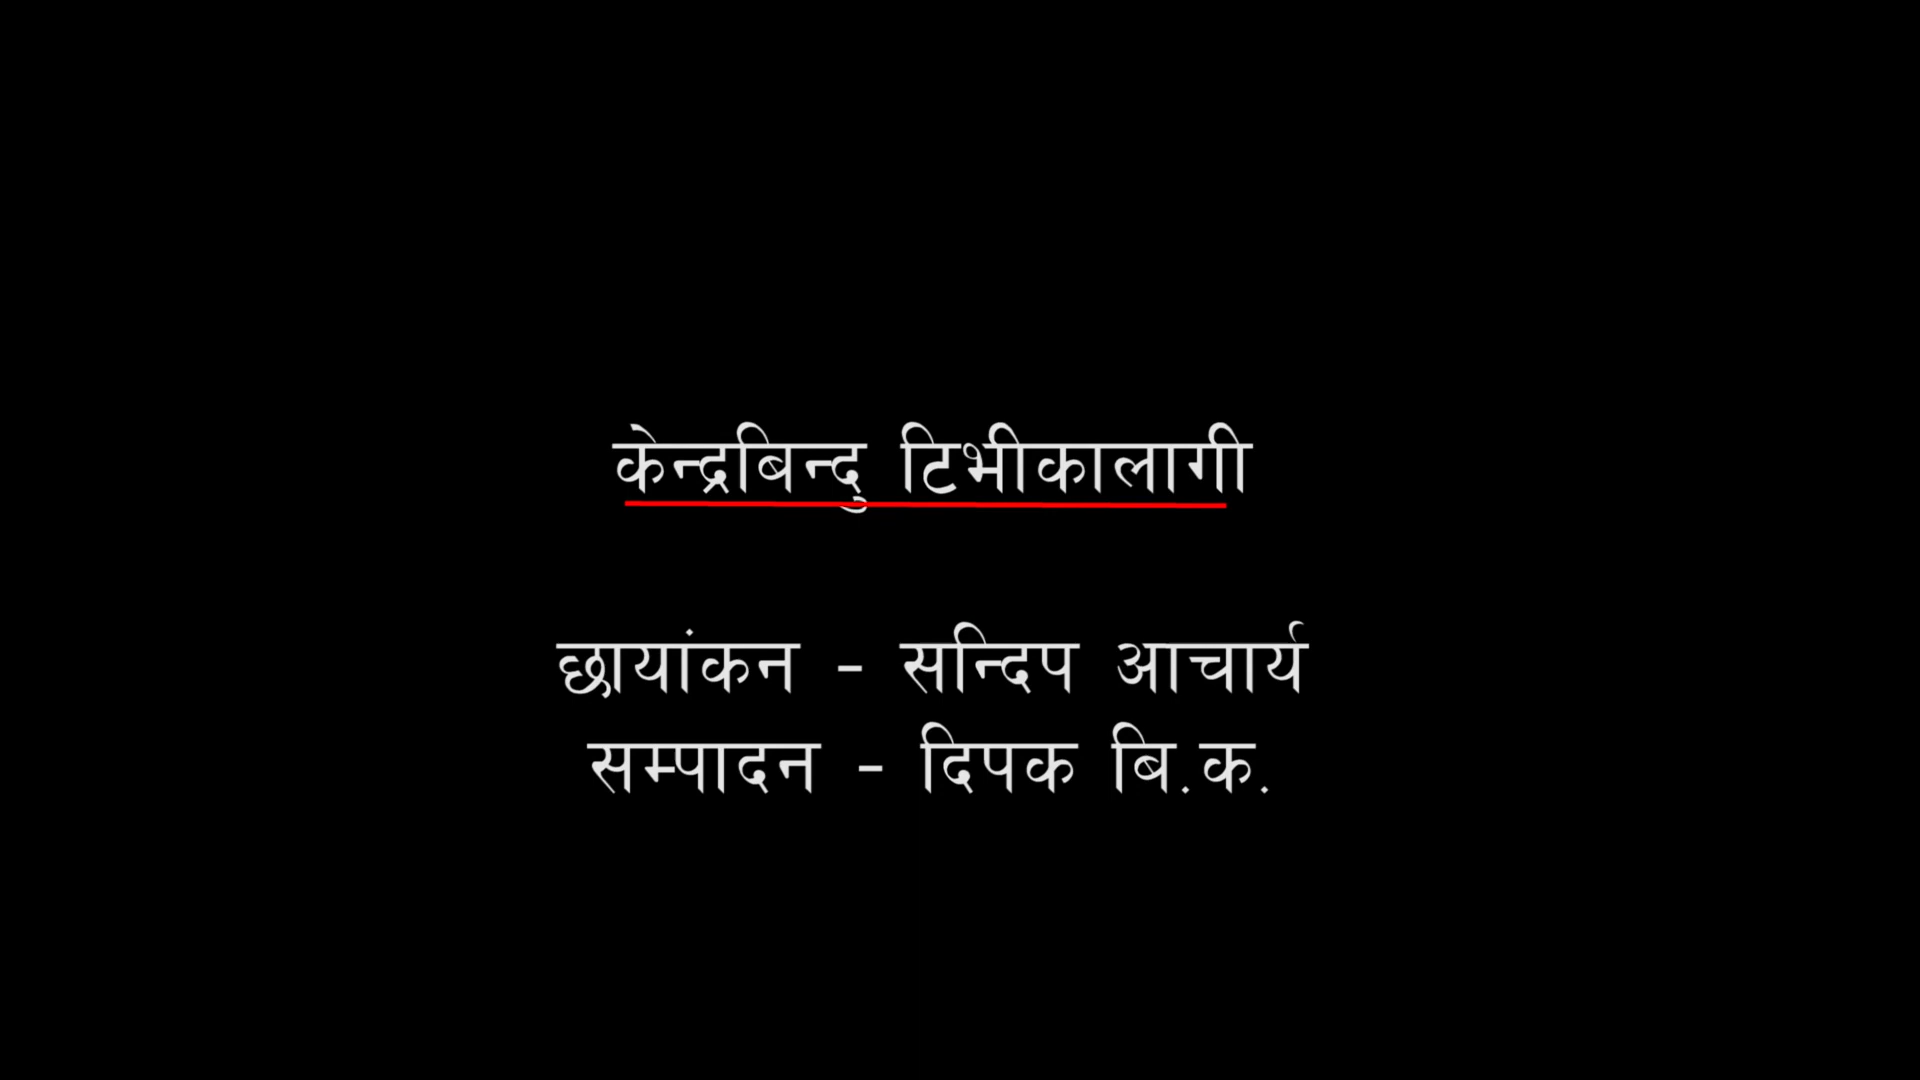 केन्द्रबिन्दु टिभीकालागी
छायांकन - सन्दिप आचार्य
सम्पादन - दिपक बि.क.